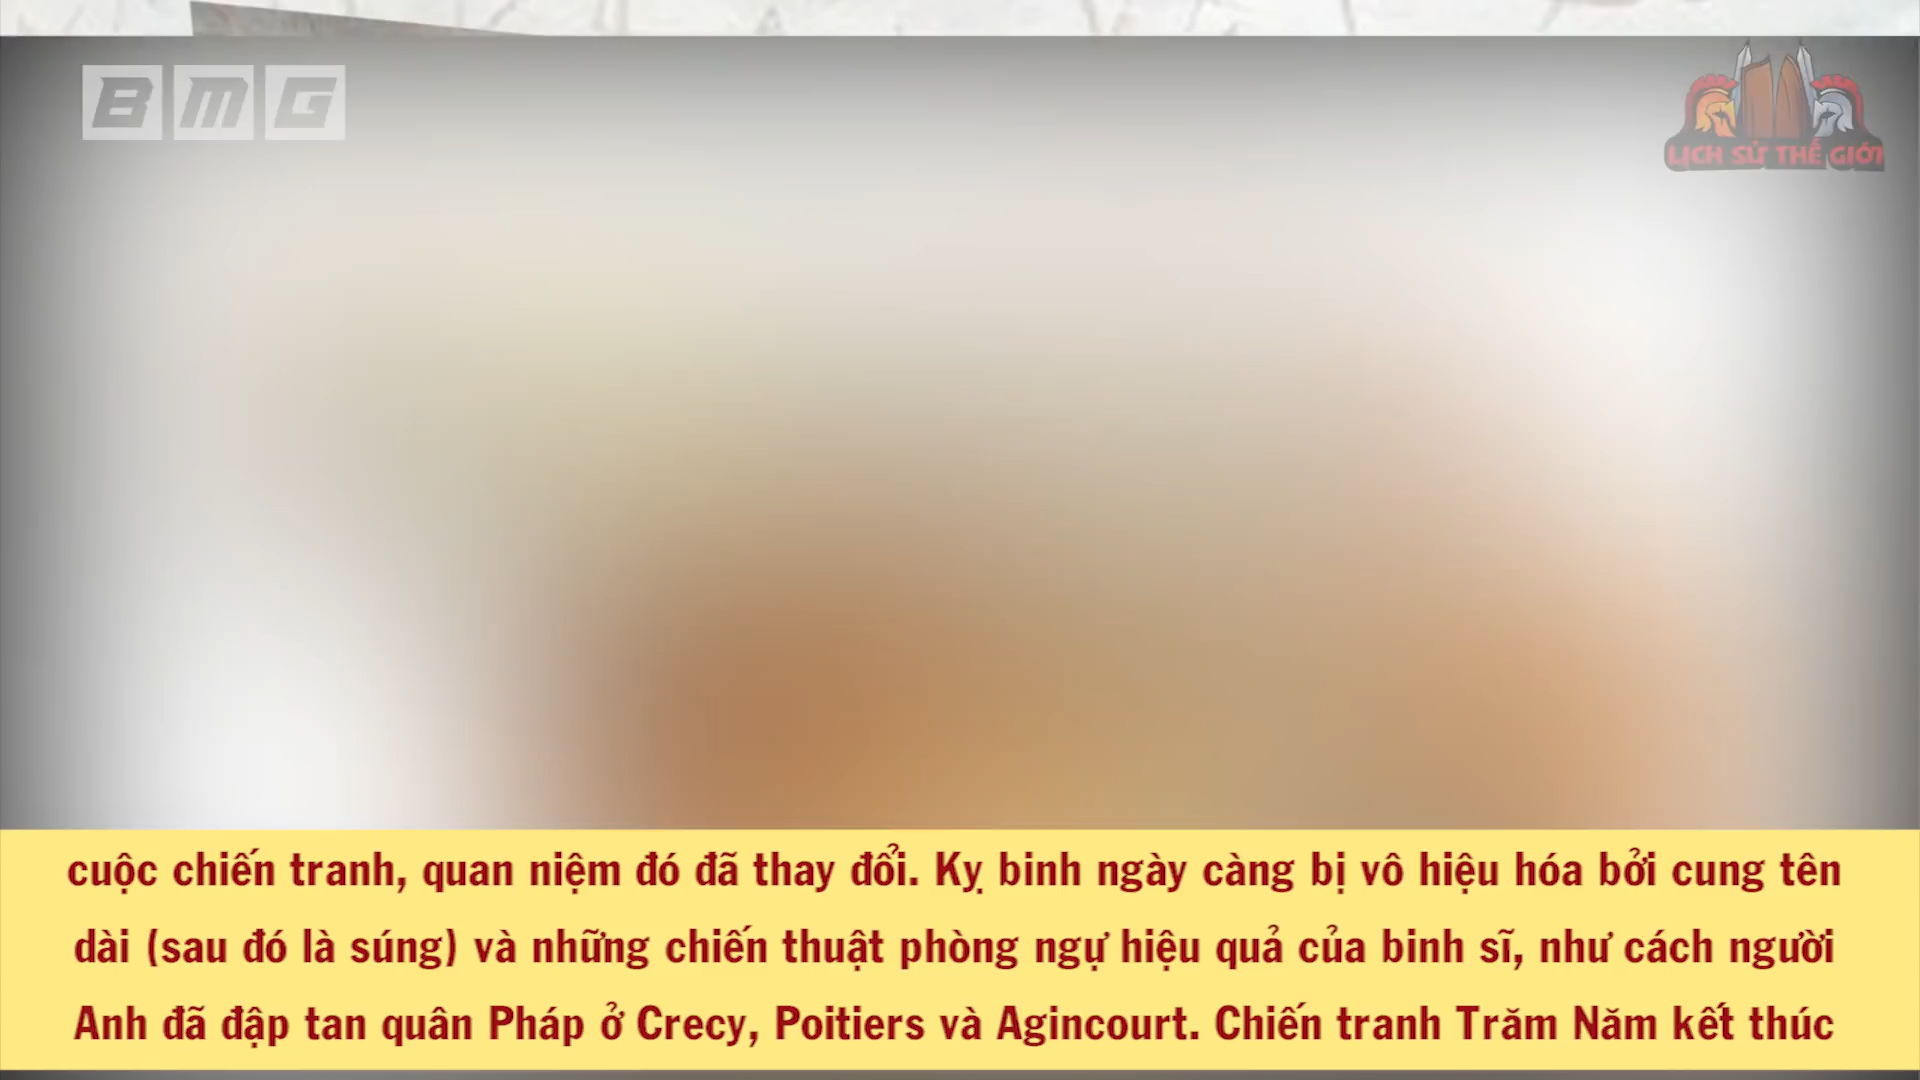 BMG
LỊCH SỬ THẾ GIỚI
cuộc chiến tranh, quan niệm đó đã thay đổi. Kỵ binh ngày càng bị vô hiệu hóa bởi cung tên
dài (sau đó là súng) và những chiến thuật phòng ngự hiệu quả của binh sĩ, như cách người
Anh đã đập tan quân Pháp ở Crecy, Poitiers và Agincourt. Chiến tranh Trăm Năm kết thúc